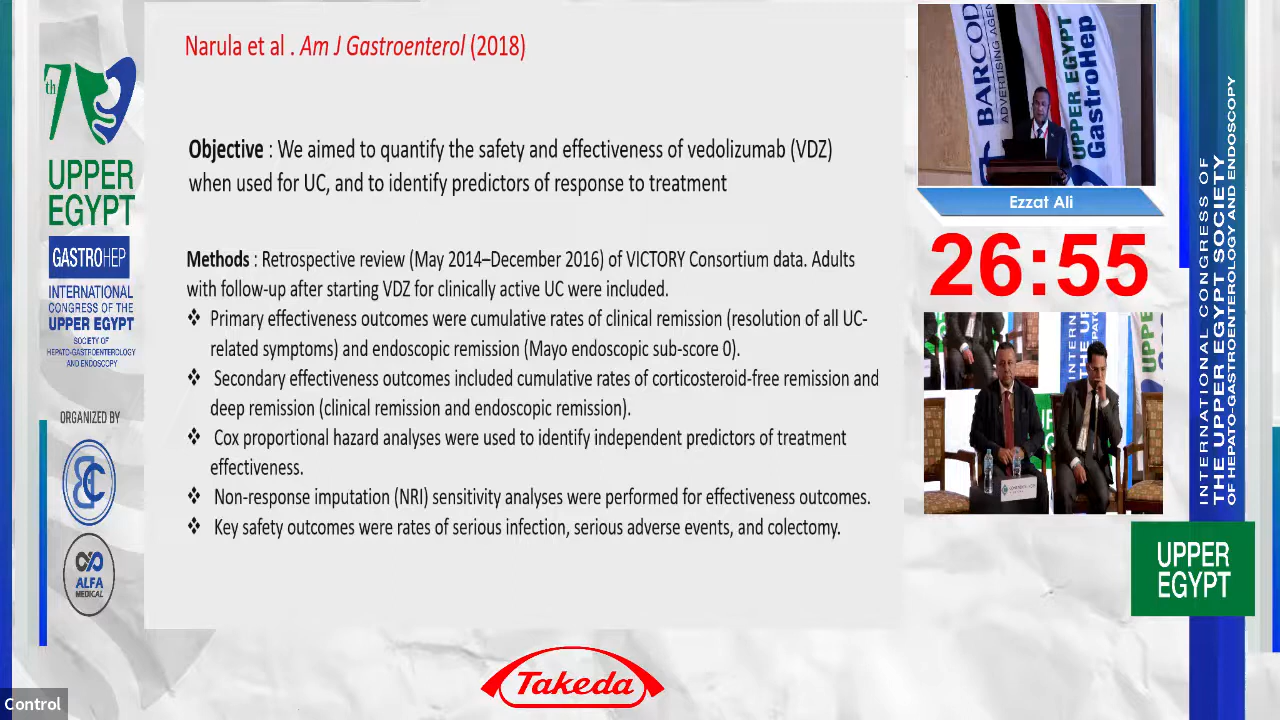 Narula et al . Am J Gastroenterol (2018)
Objective : We aimed to quantify the safety and effectiveness of vedolizumab (VDZ)
when used for UC, and to identify predictors of response to treatment
Methods : Retrospective review (May 2014–December 2016) of VICTORY Consortium data. Adults
with follow-up after starting VDZ for clinically active UC were included.
❖ Primary effectiveness outcomes were cumulative rates of clinical remission (resolution of all UC-
related symptoms) and endoscopic remission (Mayo endoscopic sub-score 0).
❖ Secondary effectiveness outcomes included cumulative rates of corticosteroid-free remission and
deep remission (clinical remission and endoscopic remission).
❖ Cox proportional hazard analyses were used to identify independent predictors of treatment
effectiveness.
❖ Non-response imputation (NRI) sensitivity analyses were performed for effectiveness outcomes.
❖ Key safety outcomes were rates of serious infection, serious adverse events, and colectomy.
7th
UPPER
EGYPT
GASTROHEP
INTERNATIONAL
CONGRESS OF THE
UPPER EGYPT
SOCIETY OF
HEPATO-GASTROENTEROLOGY
AND ENDOSCOPY
ORGANIZED BY
ALFA
MEDICAL
Control
Takeda
BARCOD
ADVERTISING AGEN
UPPER EGYPT
GastroHep
Ezzat Ali
26:55
INTERNATIONAL CONGRESS OF
THE UPPER EGYPT SOCIETY
OF HEPATO-GASTROENTEROLOGY AND ENDOSCOPY
UPPER
EGYPT